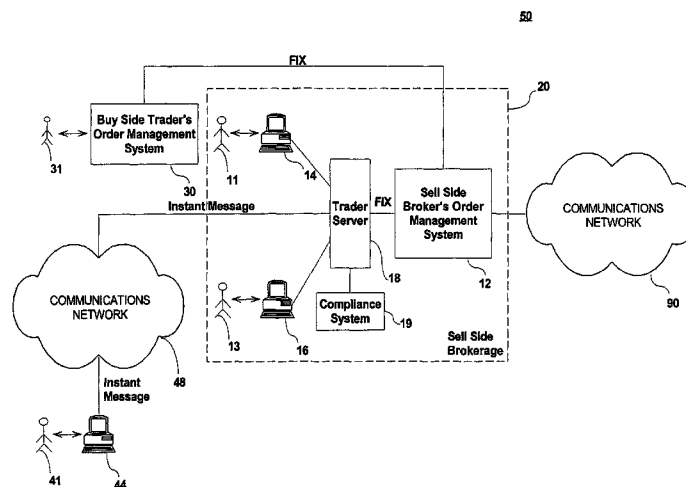 50
FIX
20
Buy Side Trader's
Order Management
System
31
30
11
14
Instant Message
Trader
Server
FIX
Sell Side
Broker's Order
Management
System
COMMUNICATIONS
NETWORK
18
12
90
COMMUNICATIONS
NETWORK
48
13
16
Compliance
System
19
Sell Side
Brokerage
Instant
Message
41
44